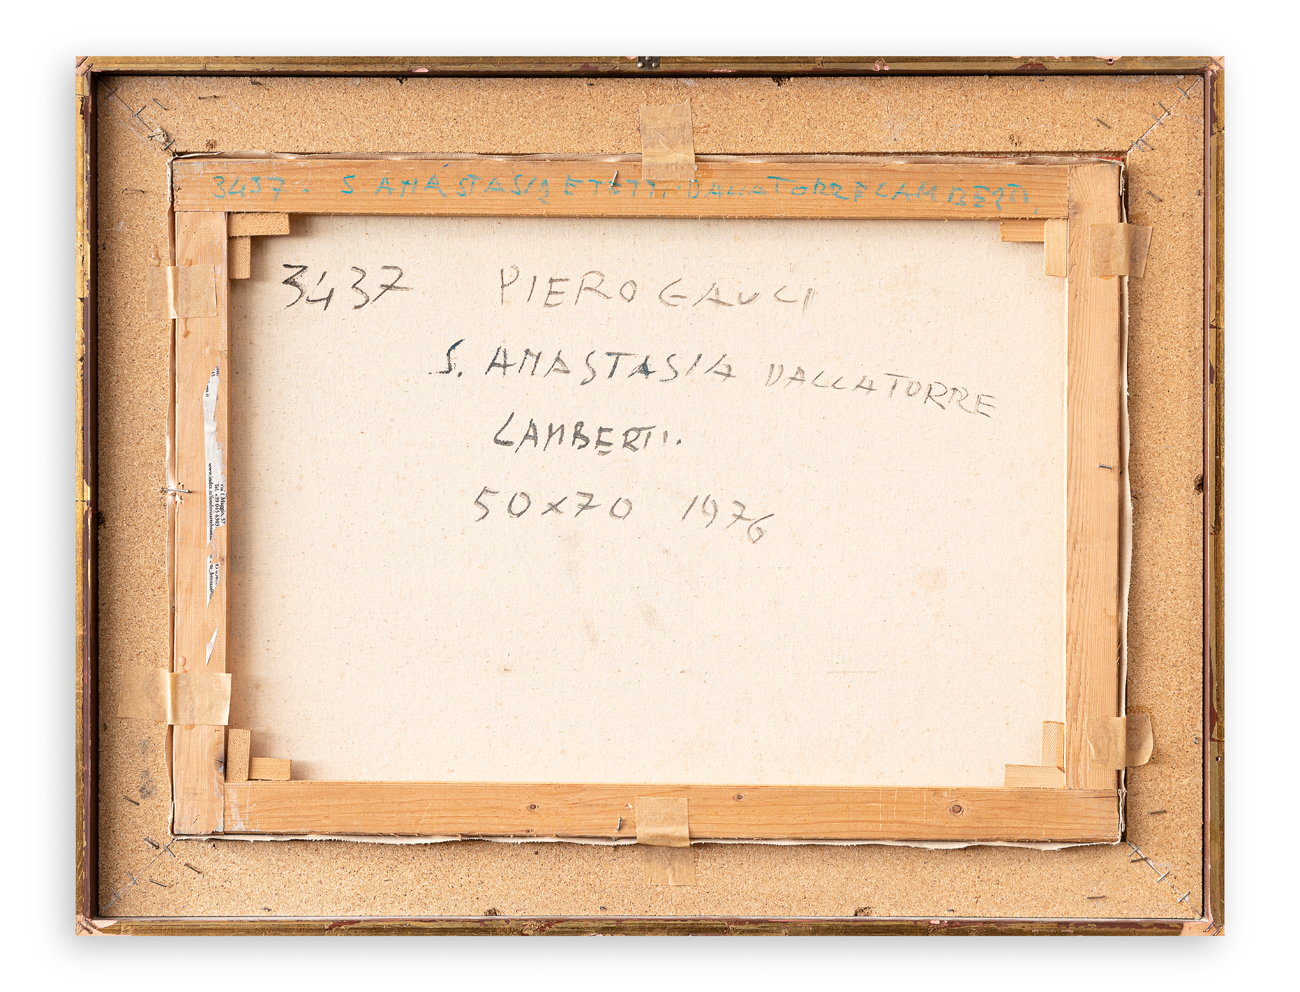 3437. S. ANASTASIA E TETTI DALLA TORRE LAMBERTI.
3437 PIERO GAUCI
S. ANASTASIA DALLA TORRE
LAMBERTI.
50x70 1976